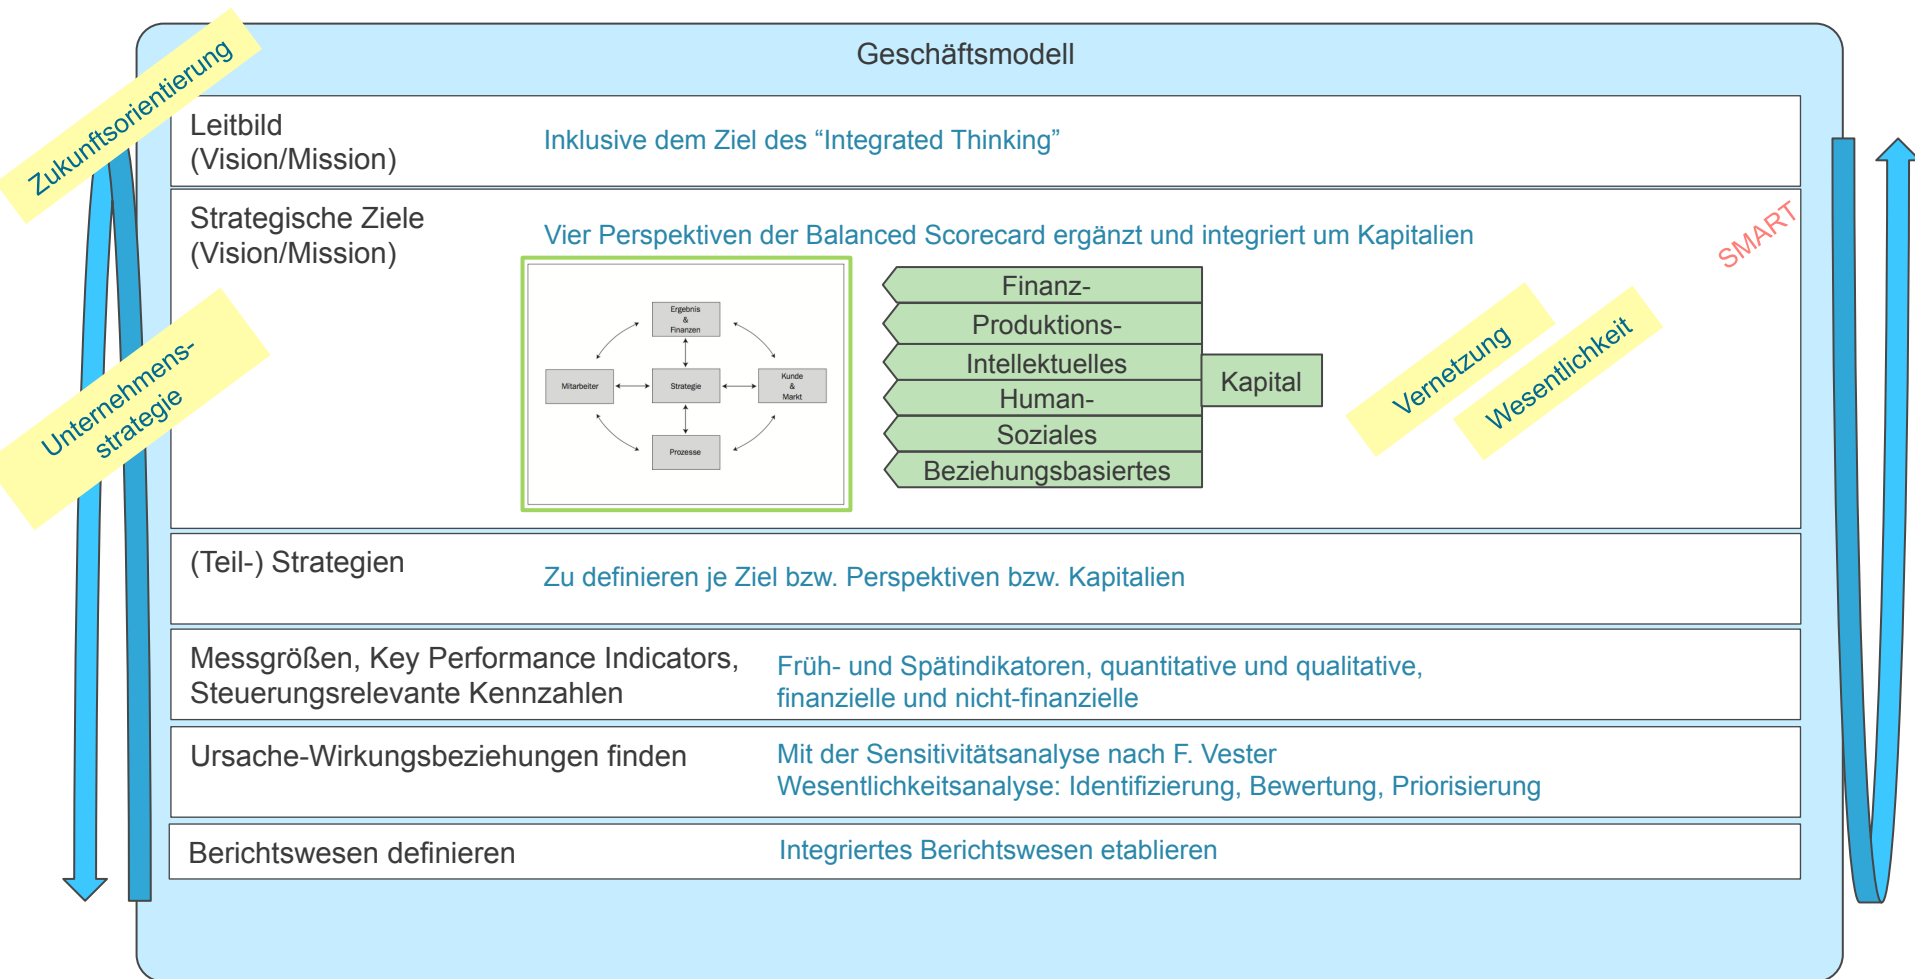 Geschäftsmodell
Zukunftsorientierung
Leitbild
(Vision/Mission)
Inklusive dem Ziel des “Integrated Thinking”
Strategische Ziele
(Vision/Mission)
Vier Perspektiven der Balanced Scorecard ergänzt und integriert um Kapitalien
SMART
Ergebnis
&
Finanzen
Mitarbeiter
Strategie
Kunde
&
Markt
Prozesse
Finanz-
Produktions-
Intellektuelles
Human-
Soziales
Beziehungsbasiertes
Kapital
Vernetzung
Wesentlichkeit
Unternehmens-
strategie
(Teil-) Strategien
Zu definieren je Ziel bzw. Perspektiven bzw. Kapitalien
Messgrößen, Key Performance Indicators,
Steuerungsrelevante Kennzahlen
Früh- und Spätindikatoren, quantitative und qualitative,
finanzielle und nicht-finanzielle
Ursache-Wirkungsbeziehungen finden
Mit der Sensitivitätsanalyse nach F. Vester
Wesentlichkeitsanalyse: Identifizierung, Bewertung, Priorisierung
Berichtswesen definieren
Integriertes Berichtswesen etablieren